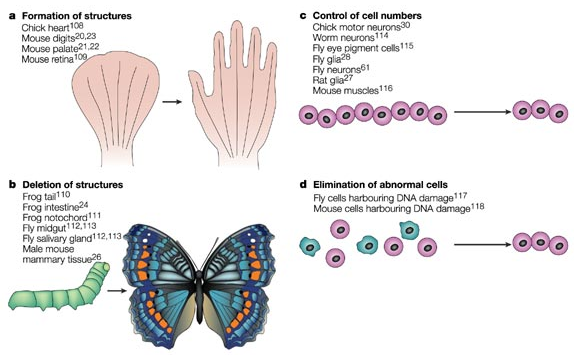 a Formation of structures
Chick heart108
Mouse digits20,23
Mouse palate21,22
Mouse retina109
b Deletion of structures
Frog tail110
Frog intestine24
Frog notochord111
Fly midgut112,113
Fly salivary gland112,113
Male mouse
mammary tissue26
c Control of cell numbers
Chick motor neurons30
Worm neurons114
Fly eye pigment cells115
Fly glia28
Fly neurons61
Rat glia27
Mouse muscles116
d Elimination of abnormal cells
Fly cells harbouring DNA damage117
Mouse cells harbouring DNA damage118